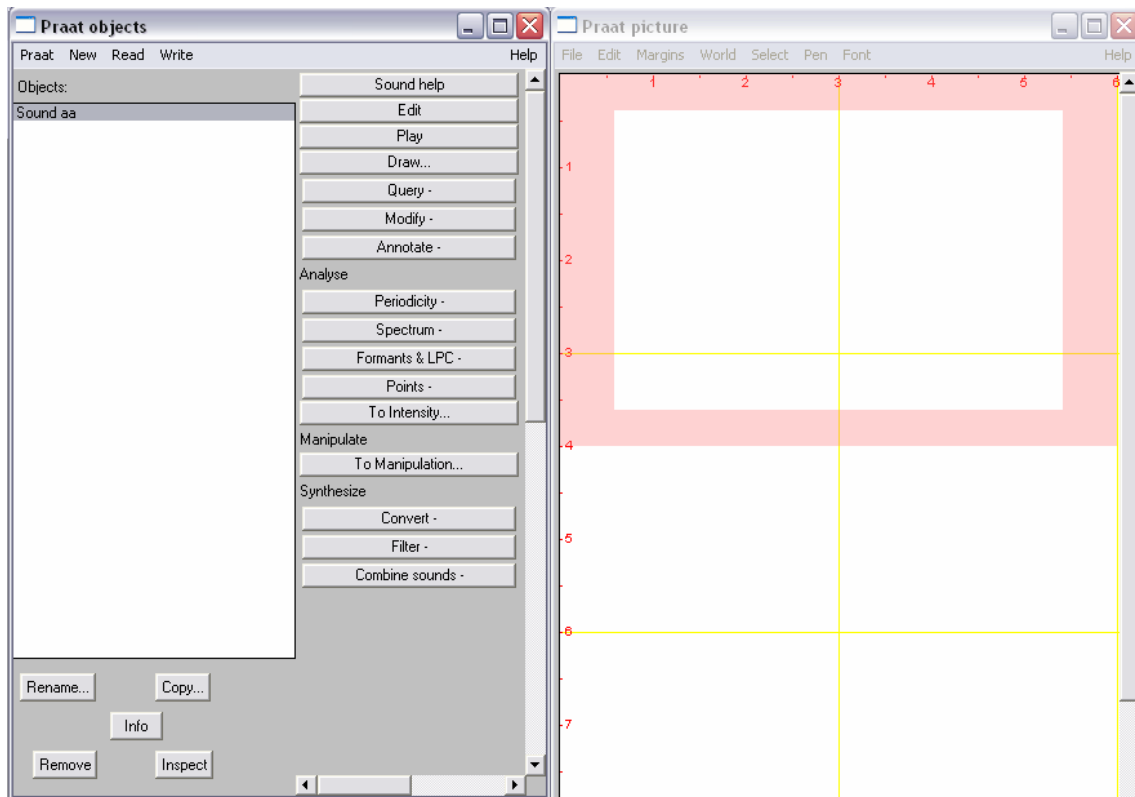 Praat objects
Praat New Read Write Help
Objects:
Sound aa
Sound help
Edit
Play
Draw...
Query -
Modify -
Annotate -
Analyse
Periodicity -
Spectrum -
Formants & LPC -
Points -
To Intensity...
Manipulate
To Manipulation...
Synthesize
Convert -
Filter -
Combine sounds -
Rename... Copy...
Info
Remove Inspect
Praat picture
File Edit Margins World Select Pen Font Help
1 2 3 4 5 6
1
2
3
4
5
6
7